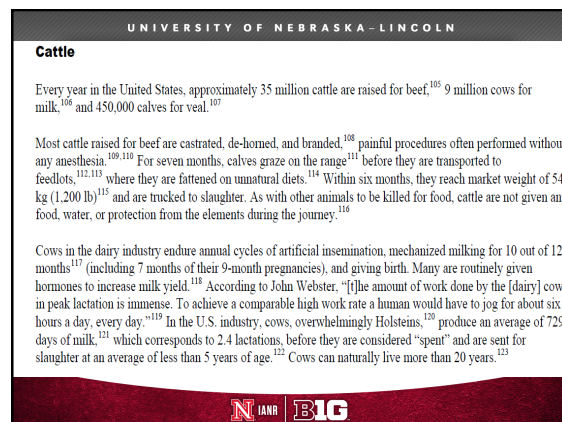 UNIVERSITY OF NEBRASKA–LINCOLN
Cattle
Every year in the United States, approximately 35 million cattle are raised for beef,105 9 million cows for
milk,106 and 450,000 calves for veal.107
Most cattle raised for beef are castrated, de-horned, and branded,108 painful procedures often performed withou
any anesthesia.109,110 For seven months, calves graze on the range111 before they are transported to
feedlots,112,113 where they are fattened on unnatural diets.114 Within six months, they reach market weight of 54
kg (1,200 lb)115 and are trucked to slaughter. As with other animals to be killed for food, cattle are not given an
food, water, or protection from the elements during the journey.116
Cows in the dairy industry endure annual cycles of artificial insemination, mechanized milking for 10 out of 12
months117 (including 7 months of their 9-month pregnancies), and giving birth. Many are routinely given
hormones to increase milk yield.118 According to John Webster, “[t]he amount of work done by the [dairy] cow
in peak lactation is immense. To achieve a comparable high work rate a human would have to jog for about six
hours a day, every day.”119 In the U.S. industry, cows, overwhelmingly Holsteins,120 produce an average of 729
days of milk,121 which corresponds to 2.4 lactations, before they are considered “spent” and are sent for
slaughter at an average of less than 5 years of age.122 Cows can naturally live more than 20 years.123
N IANR B1G